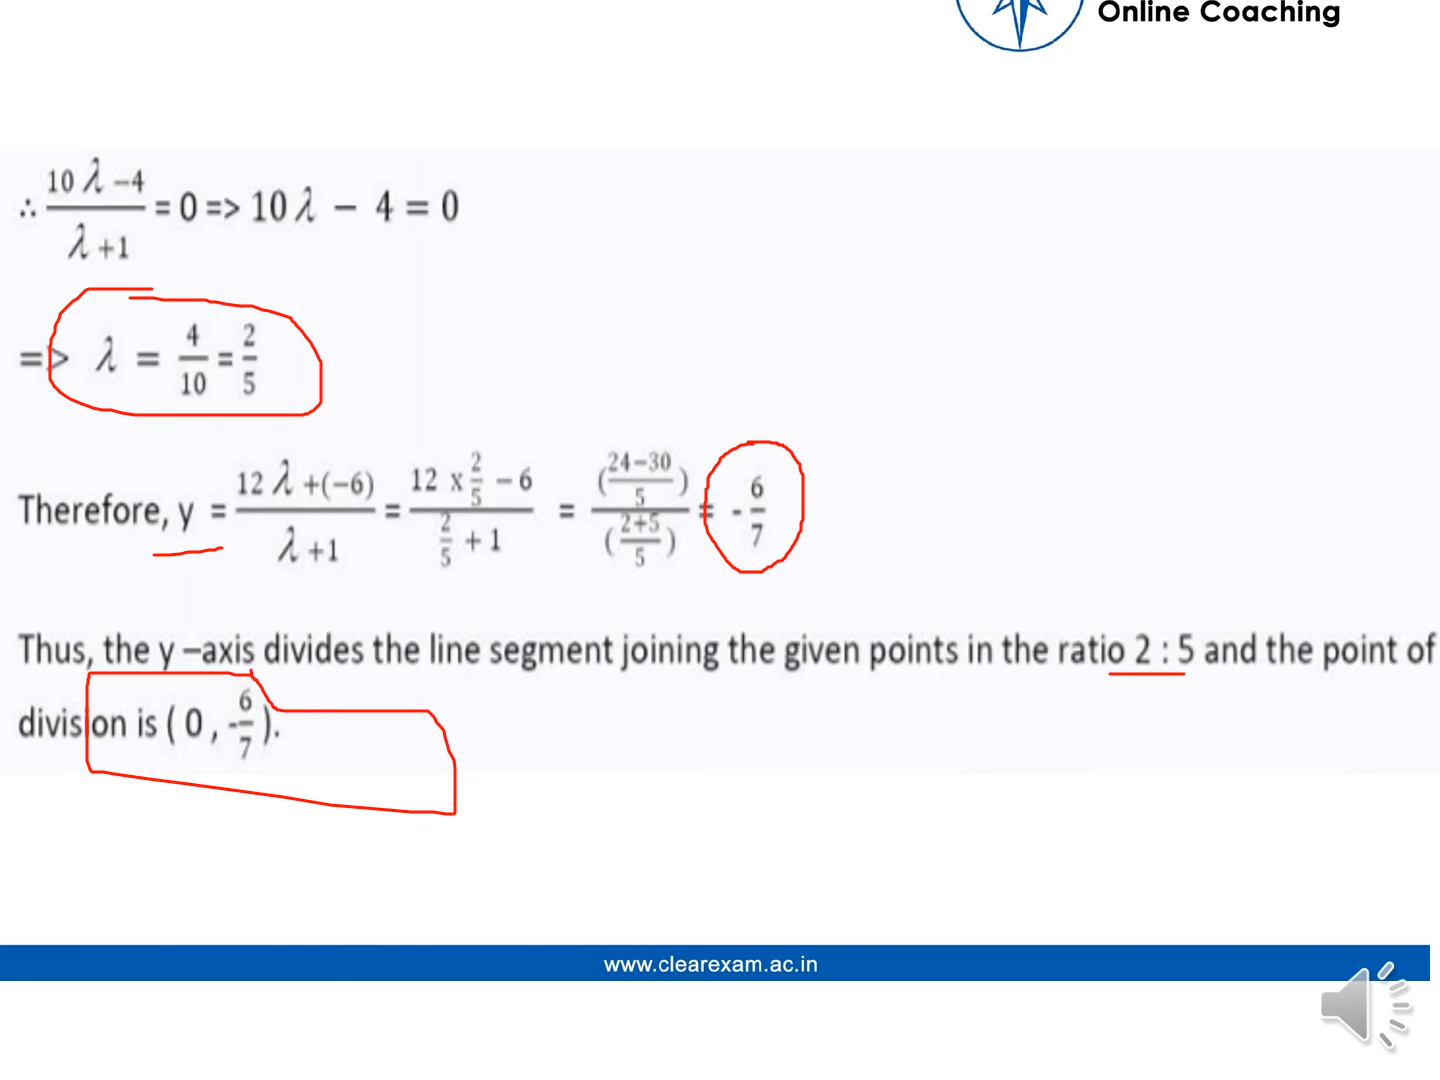 Online Coaching
∴ (10 λ −4)/(λ +1) = 0 => 10 λ − 4 = 0
=> λ = 4/10 = 2/5
Therefore, y = (12 λ +(−6))/(λ +1) = (12 x 2/5 − 6)/(2/5 + 1) = ((24−30)/5)/((2+5)/5) = - 6/7
Thus, the y –axis divides the line segment joining the given points in the ratio 2 : 5 and the point of
division is ( 0 , -6/7 ).
www.clearexam.ac.in